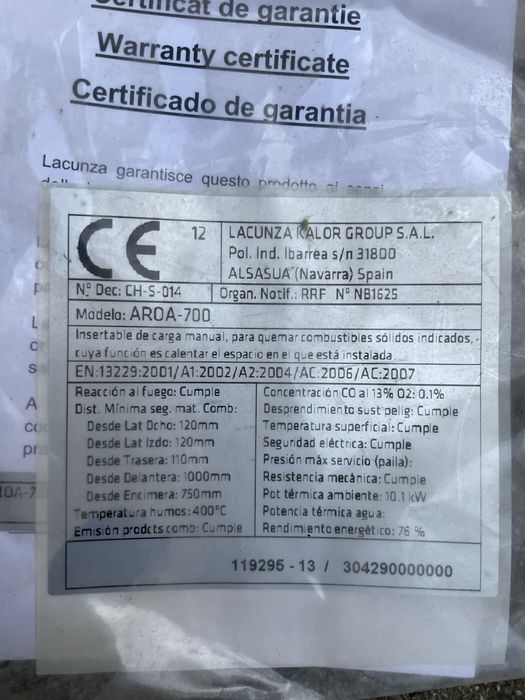 Certificat de garantie
Warranty certificate
Certificado de garantia
Lacunza garantisce questo prodotto ai sensi
CE
12
LACUNZA KALOR GROUP S.A.L.
Pol. Ind. Ibarrea s/n 31800
ALSASUA (Navarra) Spain
Nº Dec: CH-S-014
Organ. Notif.: RRF Nº NB1625
Modelo: AROA-700
Insertable de carga manual, para quemar combustibles sólidos indicados,
cuya función es calentar el espacio en el que está instalada
EN:13229:2001/A1:2002/A2:2004/AC:2006/AC:2007
Reacción al fuego: Cumple
Dist. Mínima seg. mat. Comb:
Desde Lat Dcho: 120mm
Desde Lat Izdo: 120mm
Desde Trasera: 110mm
Desde Delantera: 1000mm
Desde Encimera: 750mm
Temperatura humos: 400°C
Emisión prodcts comb: Cumple
Concentración CO al 13% O2: 0.1%
Desprendimiento sust pelig: Cumple
Temperatura superficial: Cumple
Seguridad eléctrica: Cumple
Presión máx servicio (paila):
Resistencia mecánica: Cumple
Pot térmica ambiente: 10.1 kW
Potencia térmica agua:
Rendimiento energético: 76 %
119295 - 13 / 304290000000